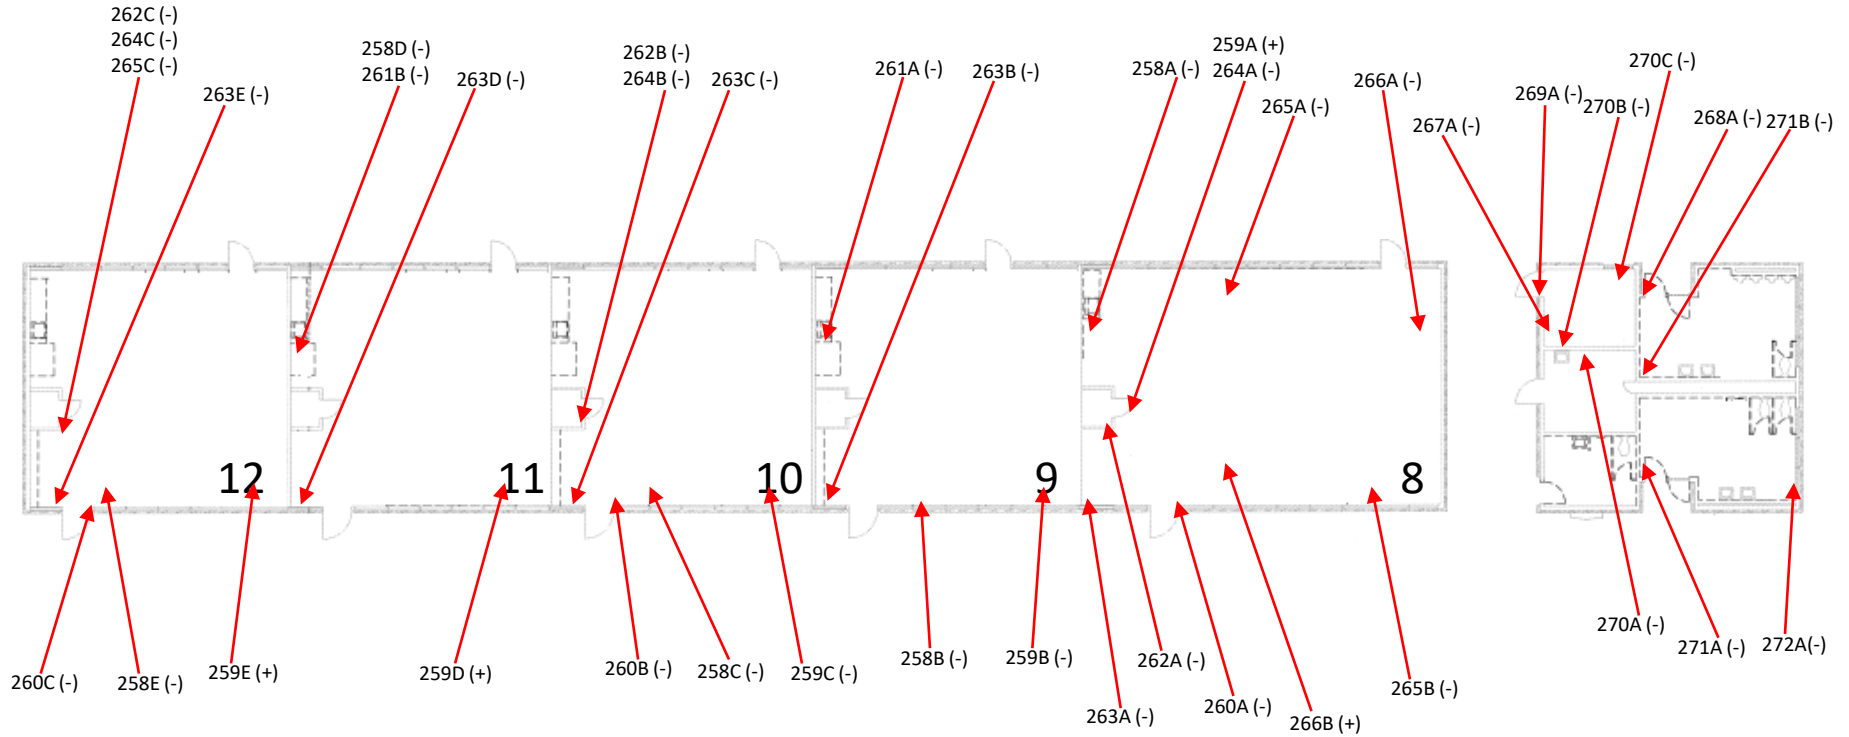 262C (-)
264C (-)
265C (-)
263E (-)
258D (-)
261B (-)
263D (-)
262B (-)
264B (-)
263C (-)
261A (-)
263B (-)
258A (-)
259A (+)
264A (-)
265A (-)
266A (-)
267A (-)
269A (-)
270B (-)
270C (-)
268A (-)
271B (-)
12
11
10
9
8
260C (-)
258E (-)
259E (+)
259D (+)
260B (-)
258C (-)
259C (-)
258B (-)
259B (-)
263A (-)
262A (-)
260A (-)
266B (+)
265B (-)
270A (-)
271A (-)
272A(-)